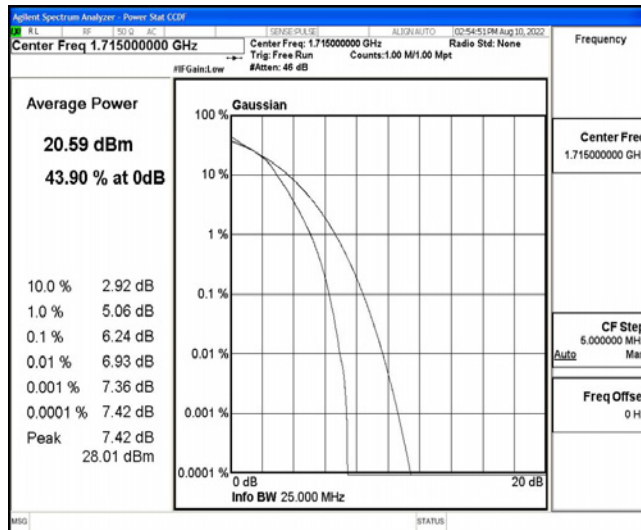 Agilent Spectrum Analyzer - Power Stat CCDF
RL RF 50 Ω AC SENSE:PULSE ALIGN AUTO 02:54:51 PM Aug 10, 2022
Center Freq 1.715000000 GHz
Center Freq: 1.715000000 GHz Radio Std: None
Trig: Free Run Counts:1.00 M/1.00 Mpt
#IFGain:Low #Atten: 46 dB
Frequency
Average Power
20.59 dBm
43.90 % at 0dB
10.0 % 2.92 dB
1.0 % 5.06 dB
0.1 % 6.24 dB
0.01 % 6.93 dB
0.001 % 7.36 dB
0.0001 % 7.42 dB
Peak 7.42 dB
28.01 dBm
Gaussian
100 %
10 %
1 %
0.1 %
0.01 %
0.001 %
0.0001 %
0 dB 20 dB
Info BW 25.000 MHz
Center Fre
1.715000000 GH
CF Step
5.000000 MH
Auto Ma
Freq Offse
0 H
MSG STATUS